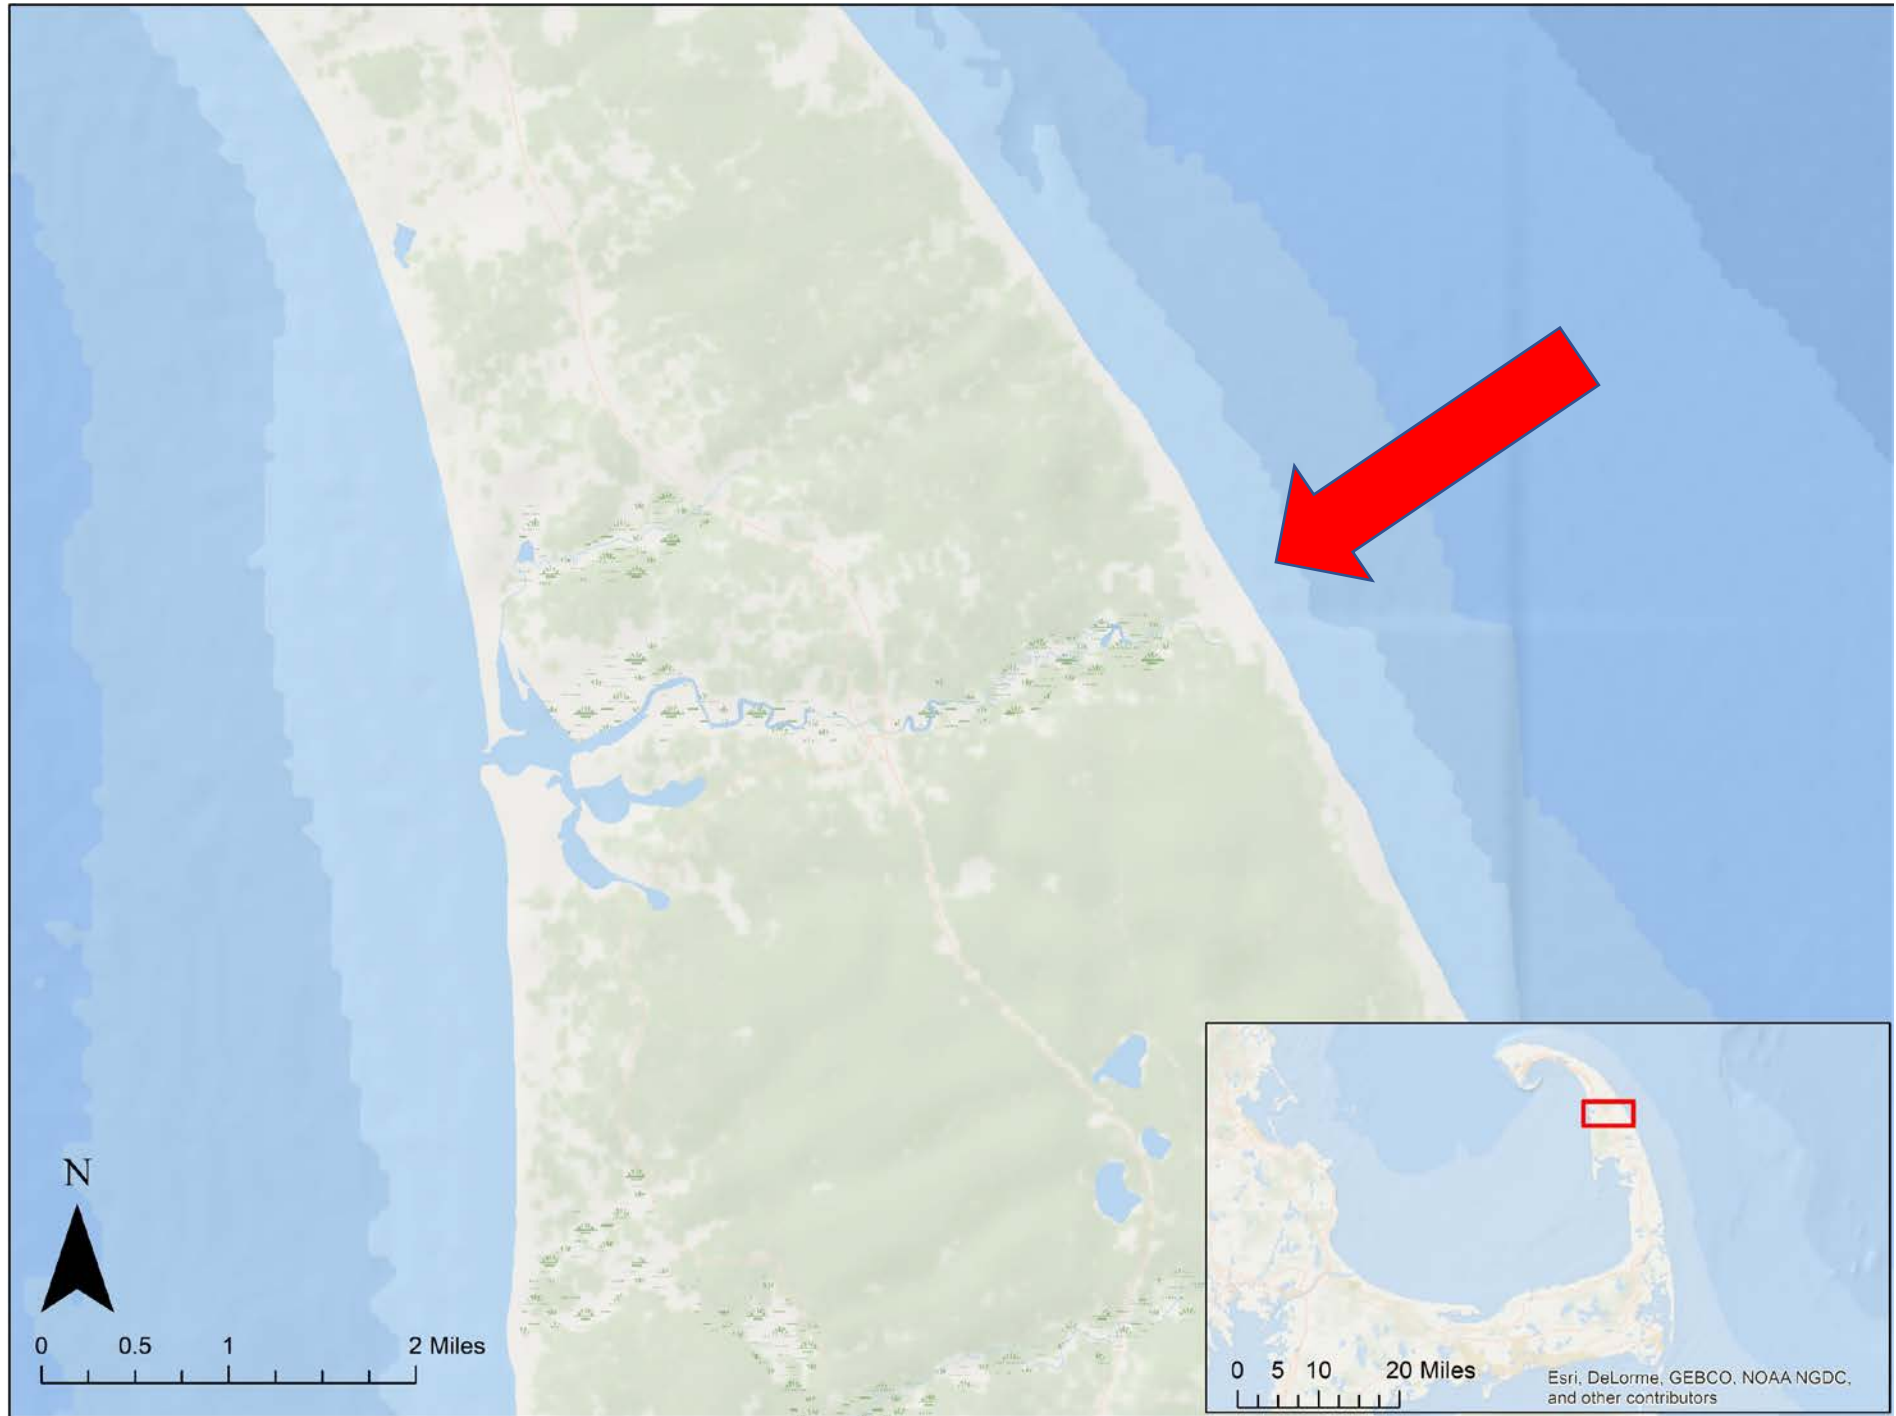 N
0 0.5 1 2 Miles
0 5 10 20 Miles
Esri, DeLorme, GEBCO, NOAA NGDC,
and other contributors